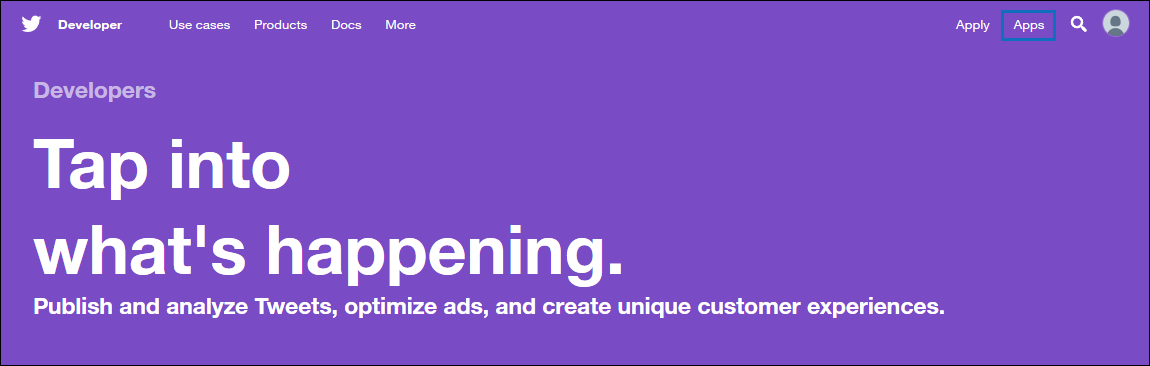 Developer Use cases Products Docs More Apply Apps
Developers
Tap into
what's happening.
Publish and analyze Tweets, optimize ads, and create unique customer experiences.